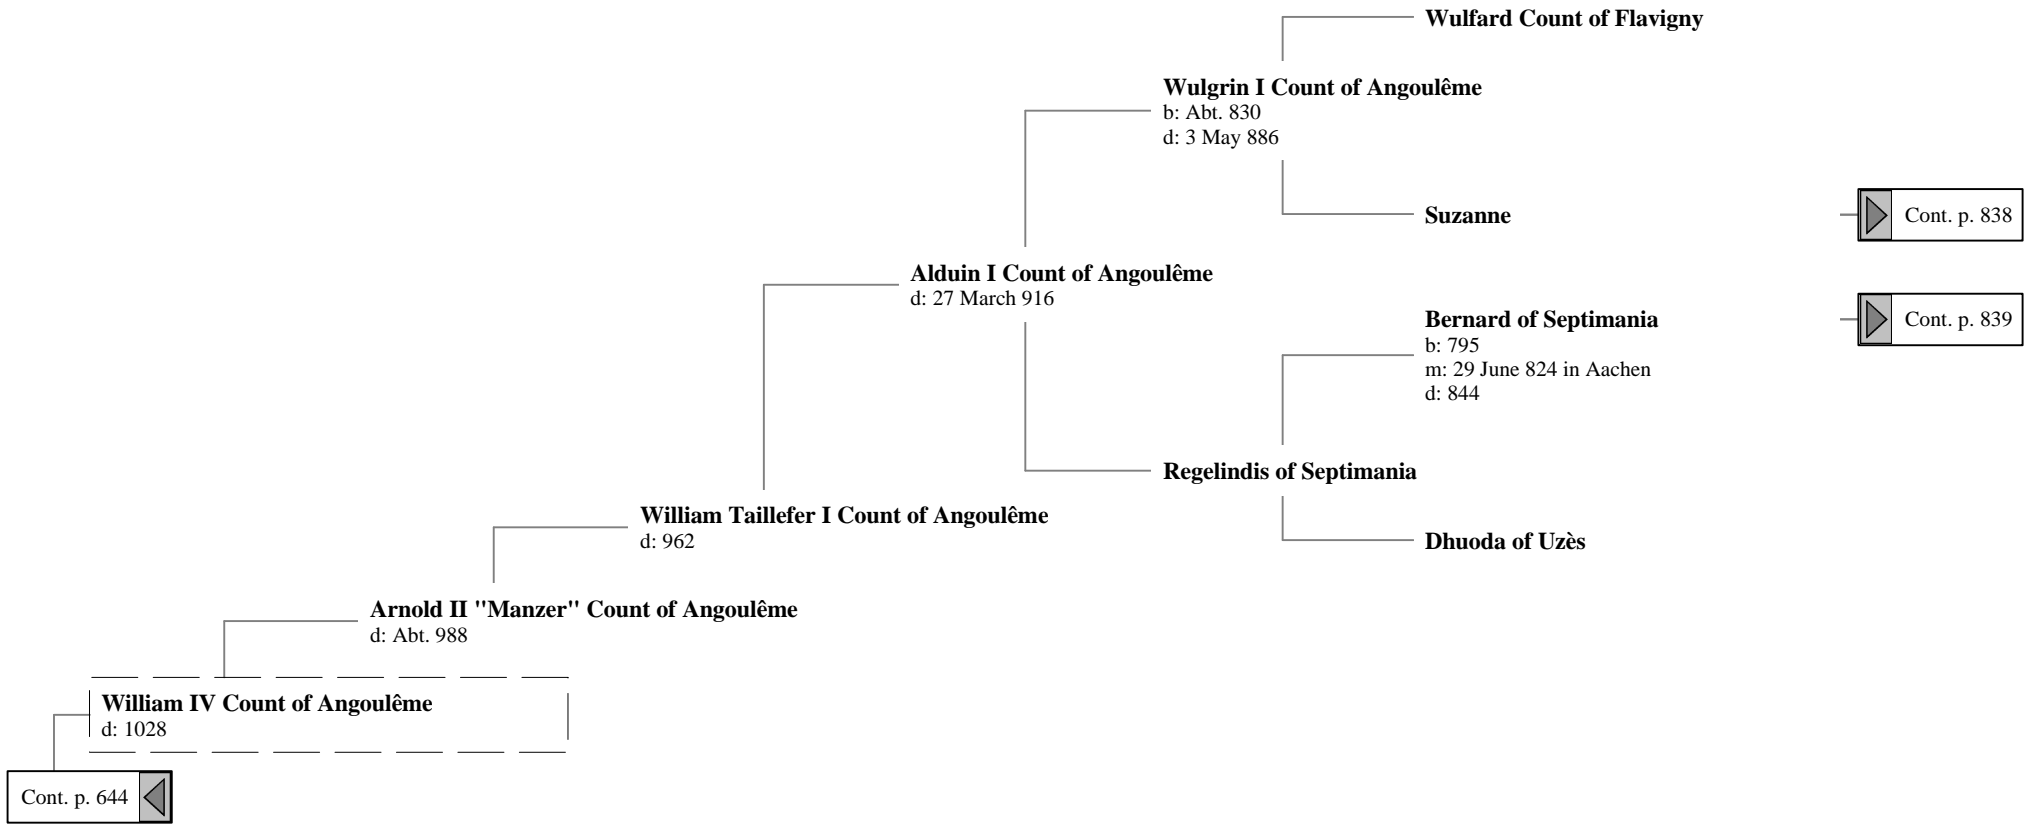 Wulfard Count of Flavigny
Wulgrin I Count of Angoulême
b: Abt. 830
d: 3 May 886
Suzanne
Cont. p. 838
Alduin I Count of Angoulême
d: 27 March 916
Bernard of Septimania
b: 795
m: 29 June 824 in Aachen
d: 844
Cont. p. 839
Regelindis of Septimania
William Taillefer I Count of Angoulême
d: 962
Dhuoda of Uzès
Arnold II "Manzer" Count of Angoulême
d: Abt. 988
William IV Count of Angoulême
d: 1028
Cont. p. 644